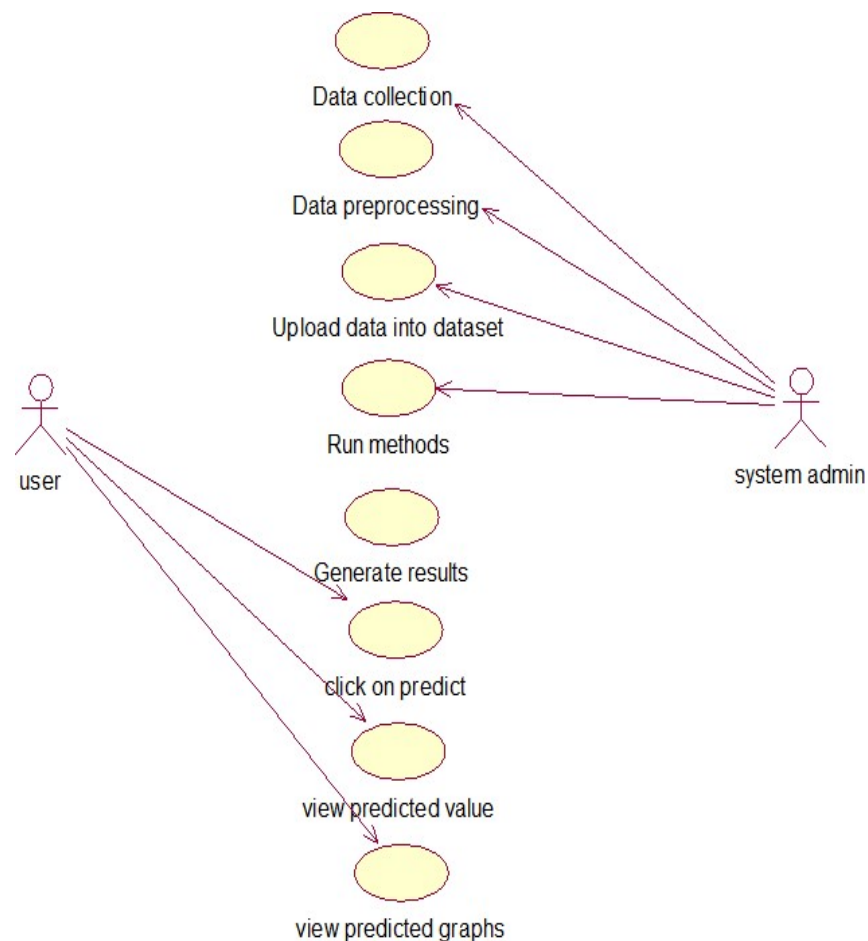 Data collection
Data preprocessing
Upload data into dataset
Run methods
user
system admin
Generate results
click on predict
view predicted value
view predicted graphs